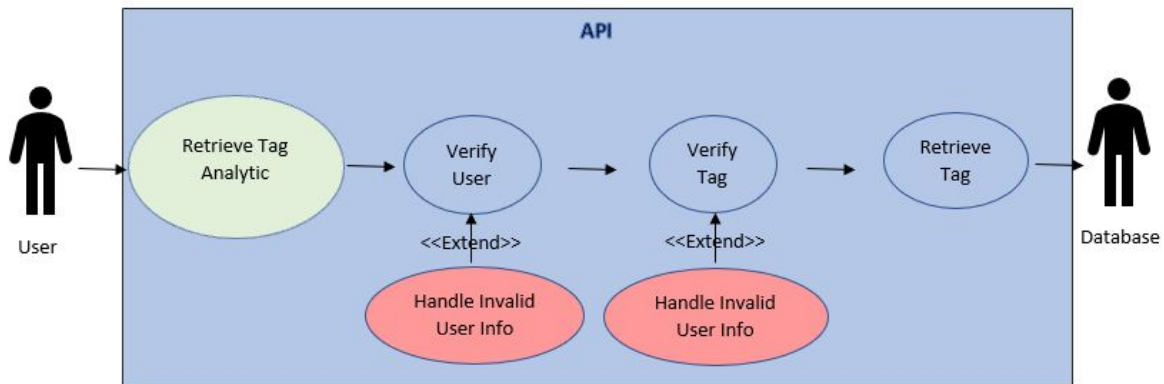 API
Retrieve Tag
Analytic
Verify
User
Verify
Tag
Retrieve
Tag
User
Database
<<Extend>>
<<Extend>>
Handle Invalid
User Info
Handle Invalid
User Info